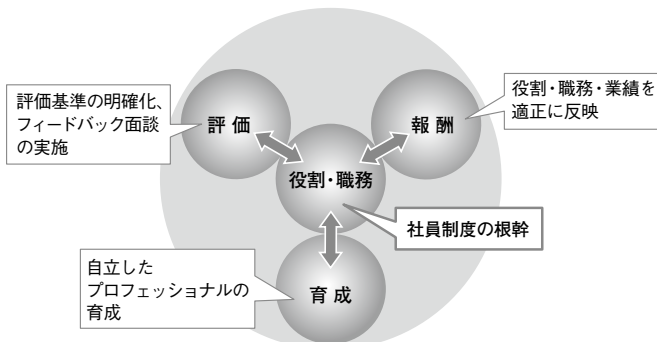 評価基準の明確化、
フィードバック面談
の実施
評 価
報 酬
役割・職務・業績を
適正に反映
役割・職務
社員制度の根幹
自立した
プロフェッショナルの
育成
育 成